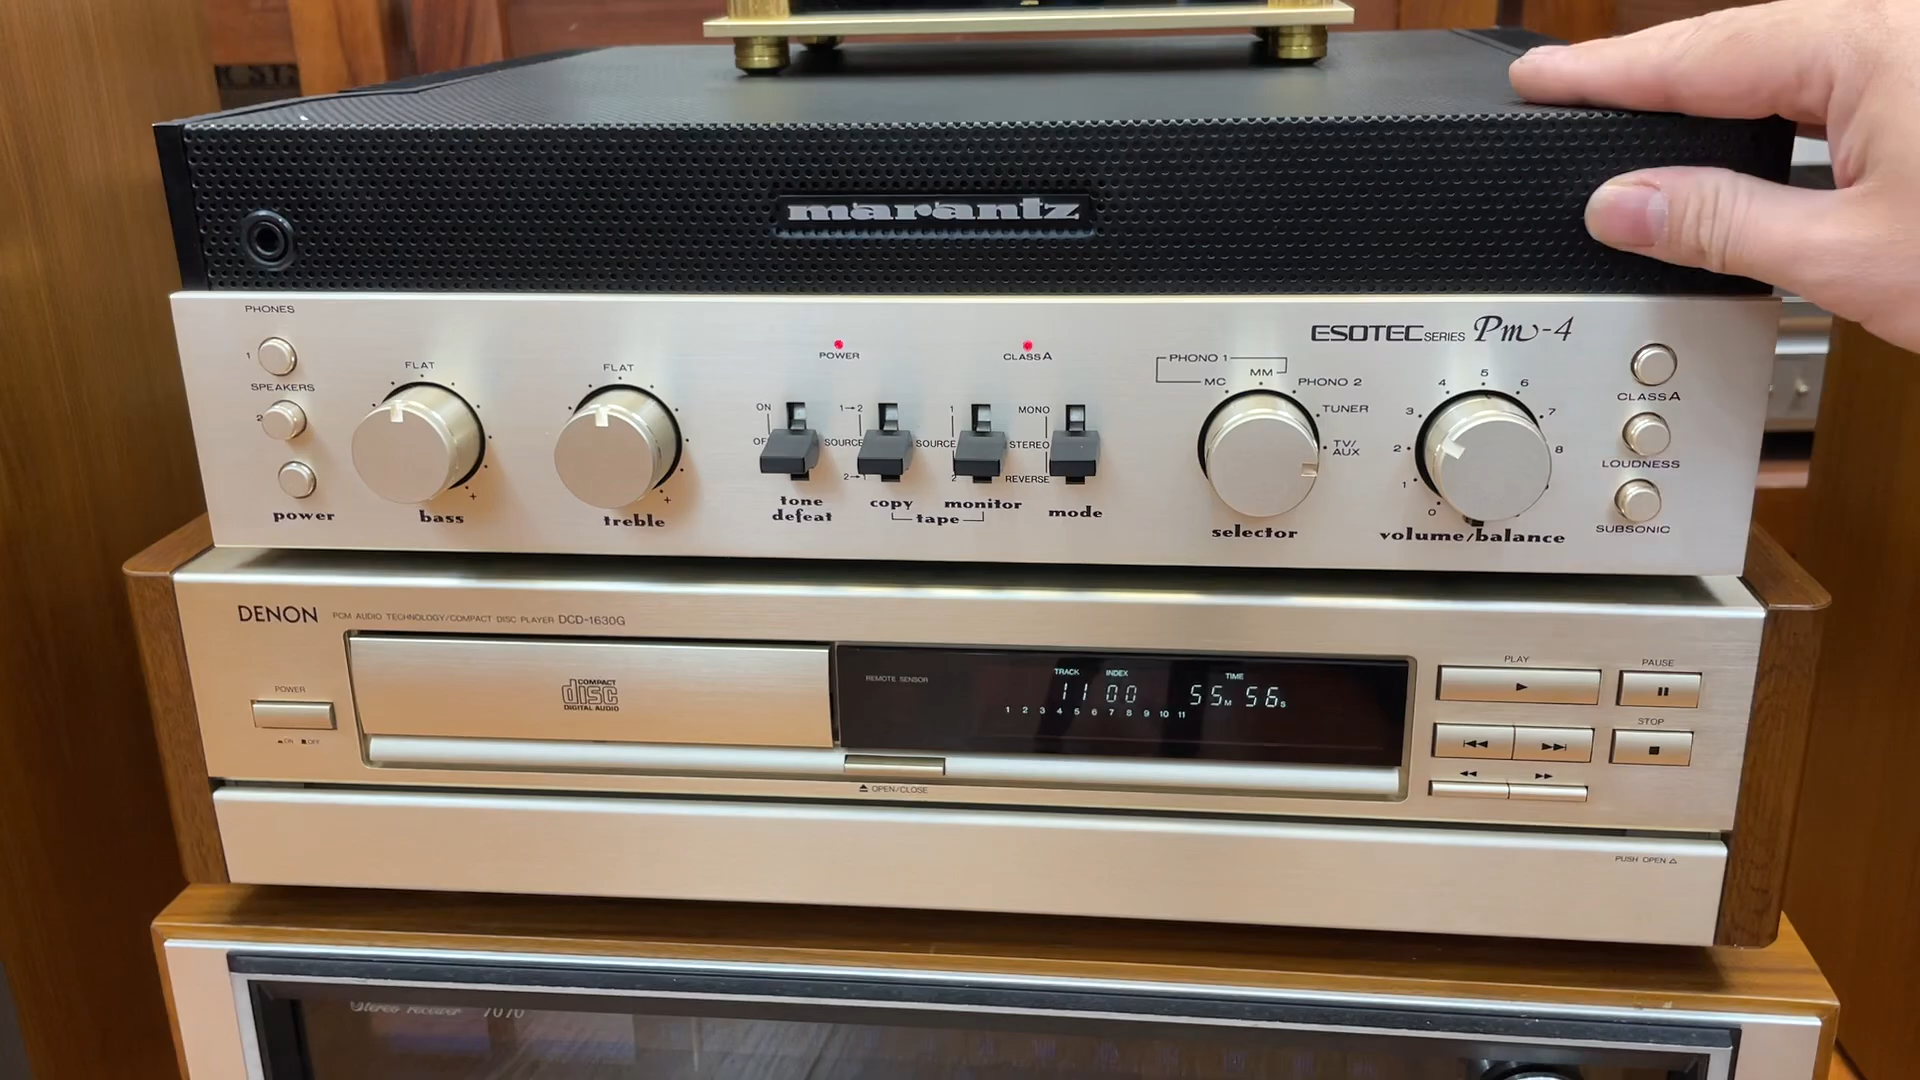 marantz
PHONES
ESOTEC SERIES Pm-4
POWER
CLASS A
1
SPEAKERS
2
power
FLAT
+
bass
FLAT
+
treble
ON
tone
defeat
1→2
SOURCE
copy
1
SOURCE
2
monitor
tape
MONO
STEREO
REVERSE
mode
PHONO 1
MC
MM
PHONO 2
TUNER
TV/
AUX
selector
0 1 2 3 4 5 6 7 8
volume/balance
CLASS A
LOUDNESS
SUBSONIC
DENON PCM AUDIO TECHNOLOGY/COMPACT DISC PLAYER DCD-1630G
POWER
ON OFF
COMPACT
disc
DIGITAL AUDIO
REMOTE SENSOR
TRACK INDEX TIME
11 00 55M 56S
1 2 3 4 5 6 7 8 9 10 11
OPEN/CLOSE
PLAY
PAUSE
STOP
PUSH OPEN
Stereo receiver 7070